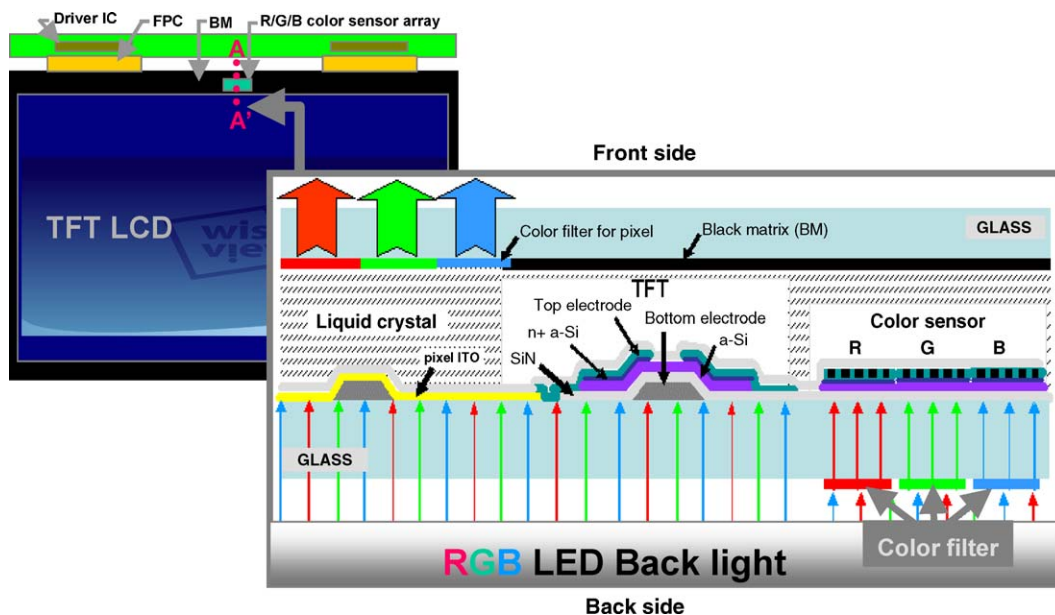 Driver IC
FPC
BM
R/G/B color sensor array
A
A'
TFT LCD
wis
view
Front side
GLASS
Color filter for pixel
Black matrix (BM)
TFT
Top electrode
Bottom electrode
Liquid crystal
n+ a-Si
a-Si
Color sensor
R G B
SiN
pixel ITO
GLASS
Color filter
RGB LED Back light
Back side